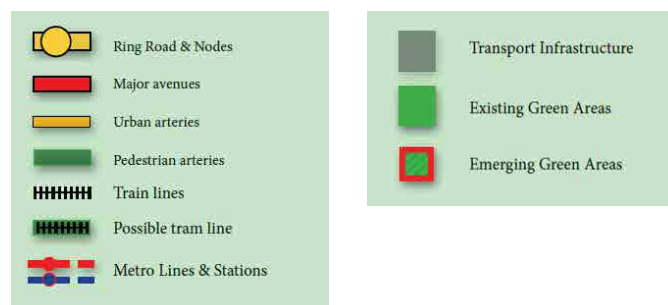 Ring Road & Nodes
Major avenues
Urban arteries
Pedestrian arteries
Train lines
Possible tram line
Metro Lines & Stations
Transport Infrastructure
Existing Green Areas
Emerging Green Areas